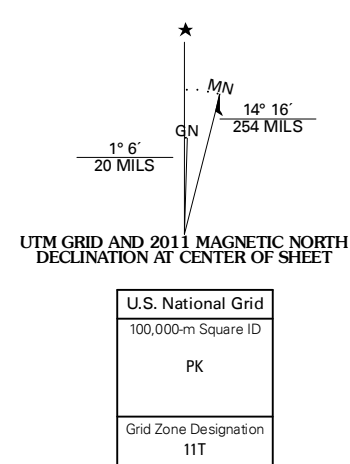 ★
MN
14° 16´
254 MILS
GN
1° 6´
20 MILS
UTM GRID AND 2011 MAGNETIC NORTH
DECLINATION AT CENTER OF SHEET
U.S. National Grid
100,000-m Square ID
PK
Grid Zone Designation
11T